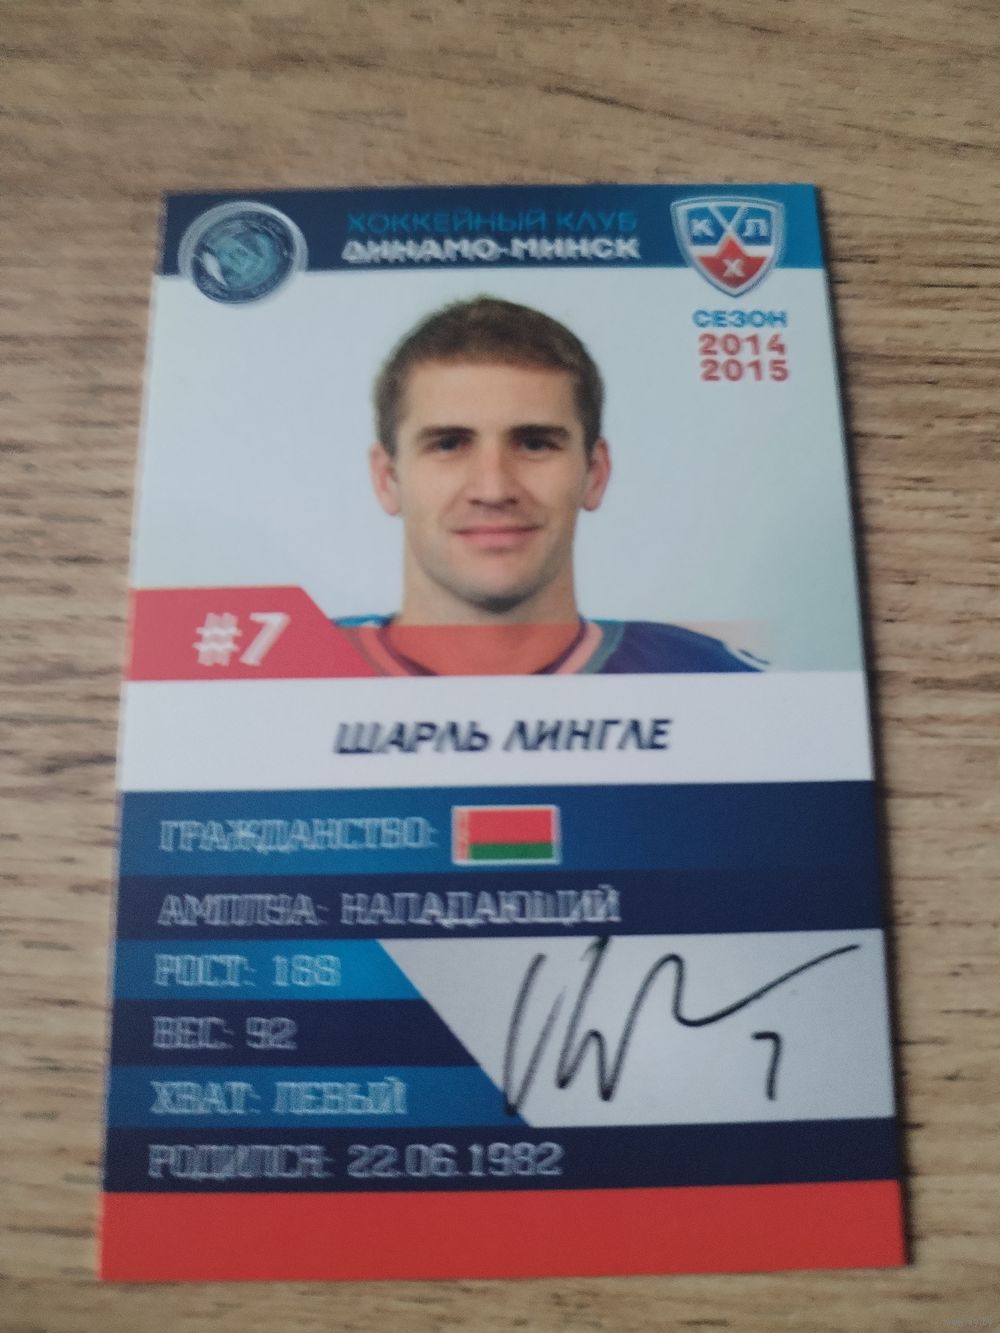 ХОККЕЙНЫЙ КЛУБ
ДИНАМО-МИНСК
КХЛ
СЕЗОН
2014
2015
#7
ШАРЛЬ ЛИНГЛЕ
ГРАЖДАНСТВО:
АМПЛУА: НАПАДАЮЩИЙ
РОСТ: 188
ВЕС: 92
ХВАТ: ЛЕВЫЙ
7
РОДИЛСЯ: 22.06.1982